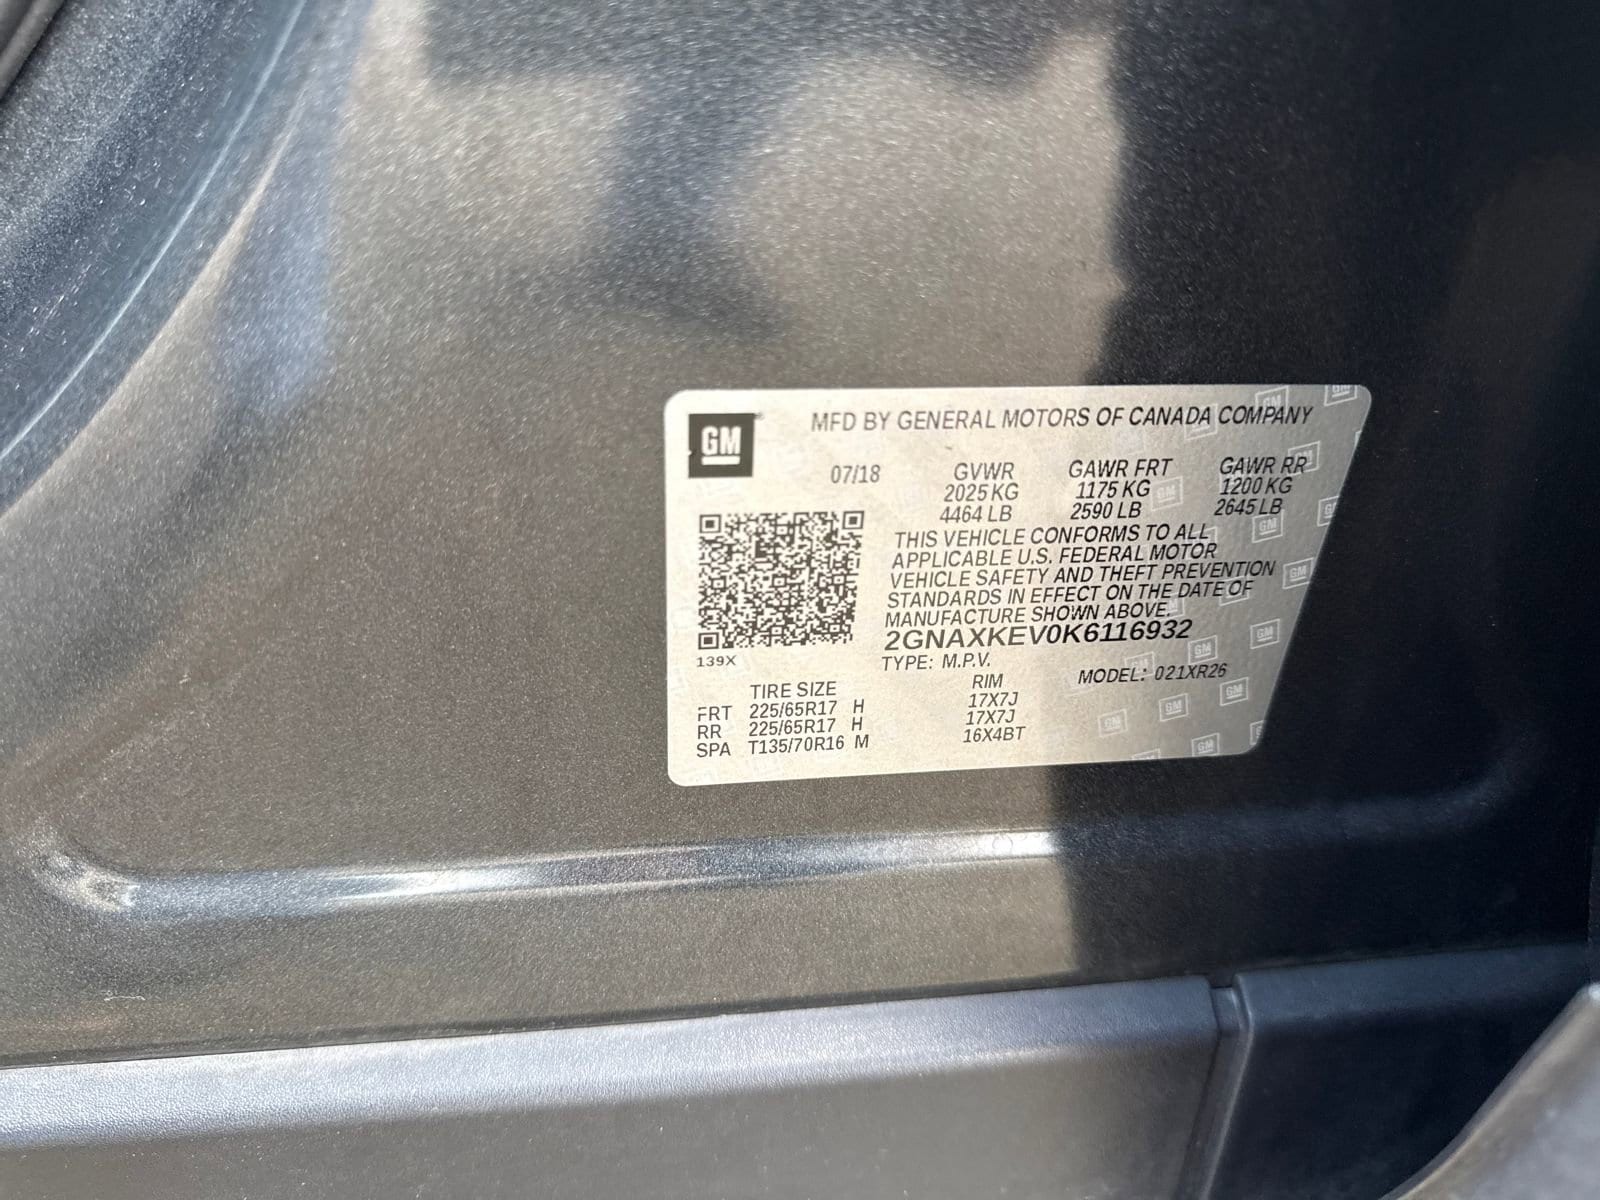 GM
MFD BY GENERAL MOTORS OF CANADA COMPANY
07/18 GVWR GAWR FRT GAWR RR
2025 KG 1175 KG 1200 KG
4464 LB 2590 LB 2645 LB
THIS VEHICLE CONFORMS TO ALL
APPLICABLE U.S. FEDERAL MOTOR
VEHICLE SAFETY AND THEFT PREVENTION
STANDARDS IN EFFECT ON THE DATE OF
MANUFACTURE SHOWN ABOVE.
2GNAXKEV0K6116932
139X
TYPE: M.P.V. MODEL: 021XR26
TIRE SIZE RIM
FRT 225/65R17 H 17X7J
RR 225/65R17 H 17X7J
SPA T135/70R16 M 16X4BT